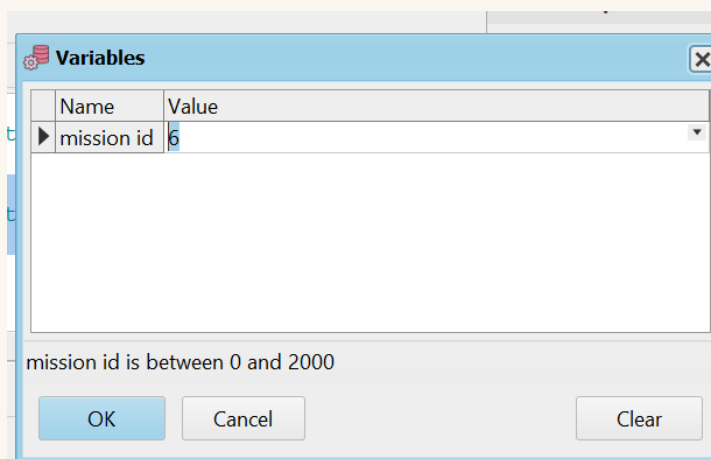 Variables
Name Value
mission id 6
mission id is between 0 and 2000
OK Cancel Clear